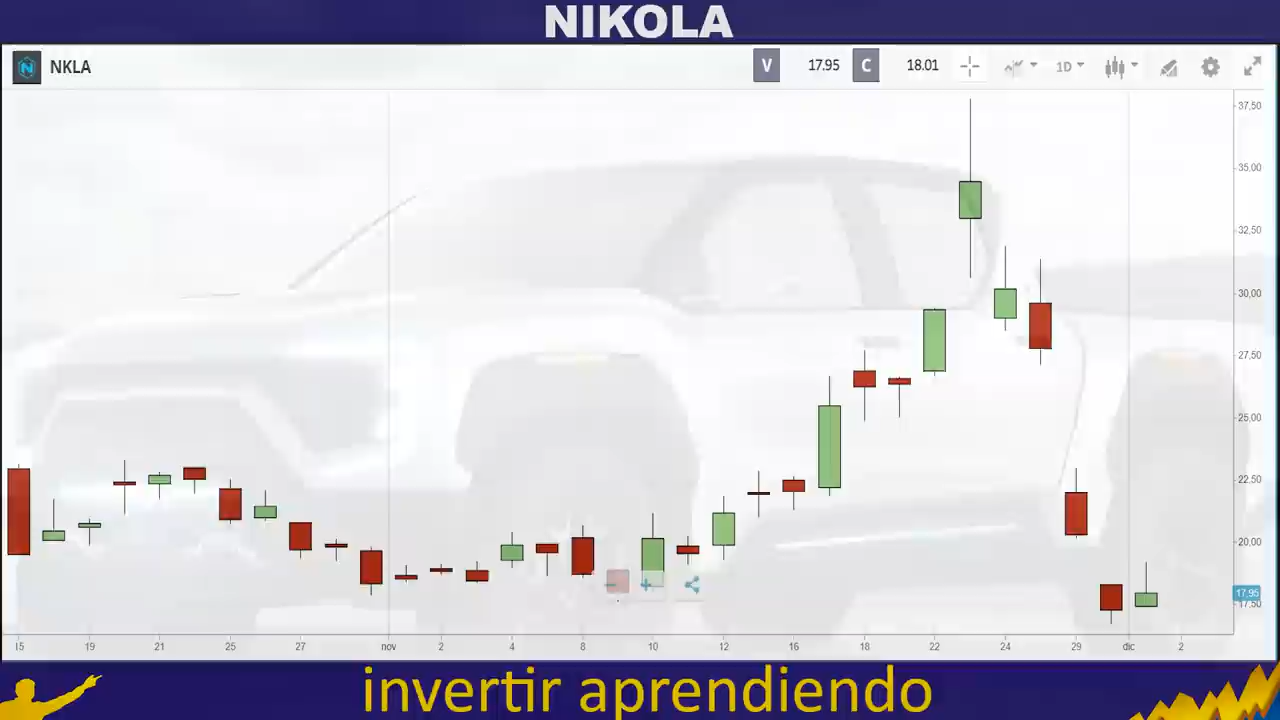 NIKOLA
NKLA V 17.95 C 18.01 1D
37,50
35,00
32,50
30,00
27,50
25,00
22,50
20,00
17.95
17,50
15 19 21 25 27 nov 2 4 8 10 12 16 18 22 24 29 dic 2
invertir aprendiendo